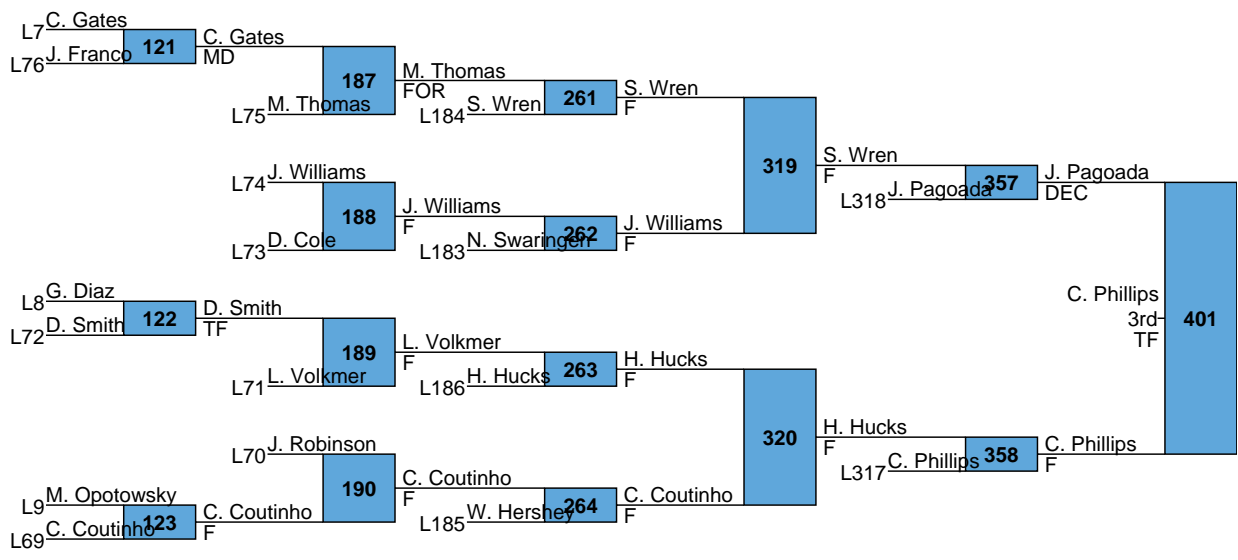 L7 C. Gates
L76 J. Franco
121
C. Gates
MD
L75 M. Thomas
187
M. Thomas
FOR
L184 S. Wren
261
S. Wren
F
L74 J. Williams
L73 D. Cole
188
J. Williams
F
L183 N. Swaringen
262
J. Williams
F
319
S. Wren
F
L318 J. Pagoada
357
J. Pagoada
DEC
L8 G. Diaz
L72 D. Smith
122
D. Smith
TF
L71 L. Volkmer
189
L. Volkmer
F
L186 H. Hucks
263
H. Hucks
F
L70 J. Robinson
L9 M. Opotowsky
L69 C. Coutinho
123
C. Coutinho
F
190
C. Coutinho
F
L185 W. Hershey
264
C. Coutinho
F
320
H. Hucks
F
L317 C. Phillips
358
C. Phillips
F
401
C. Phillips
3rd
TF